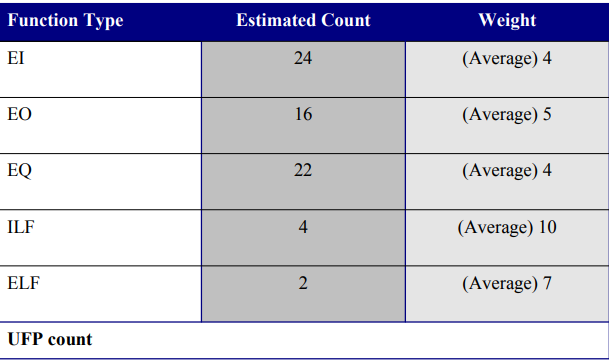 Function Type Estimated Count Weight
EI 24 (Average) 4
EO 16 (Average) 5
EQ 22 (Average) 4
ILF 4 (Average) 10
ELF 2 (Average) 7
UFP count